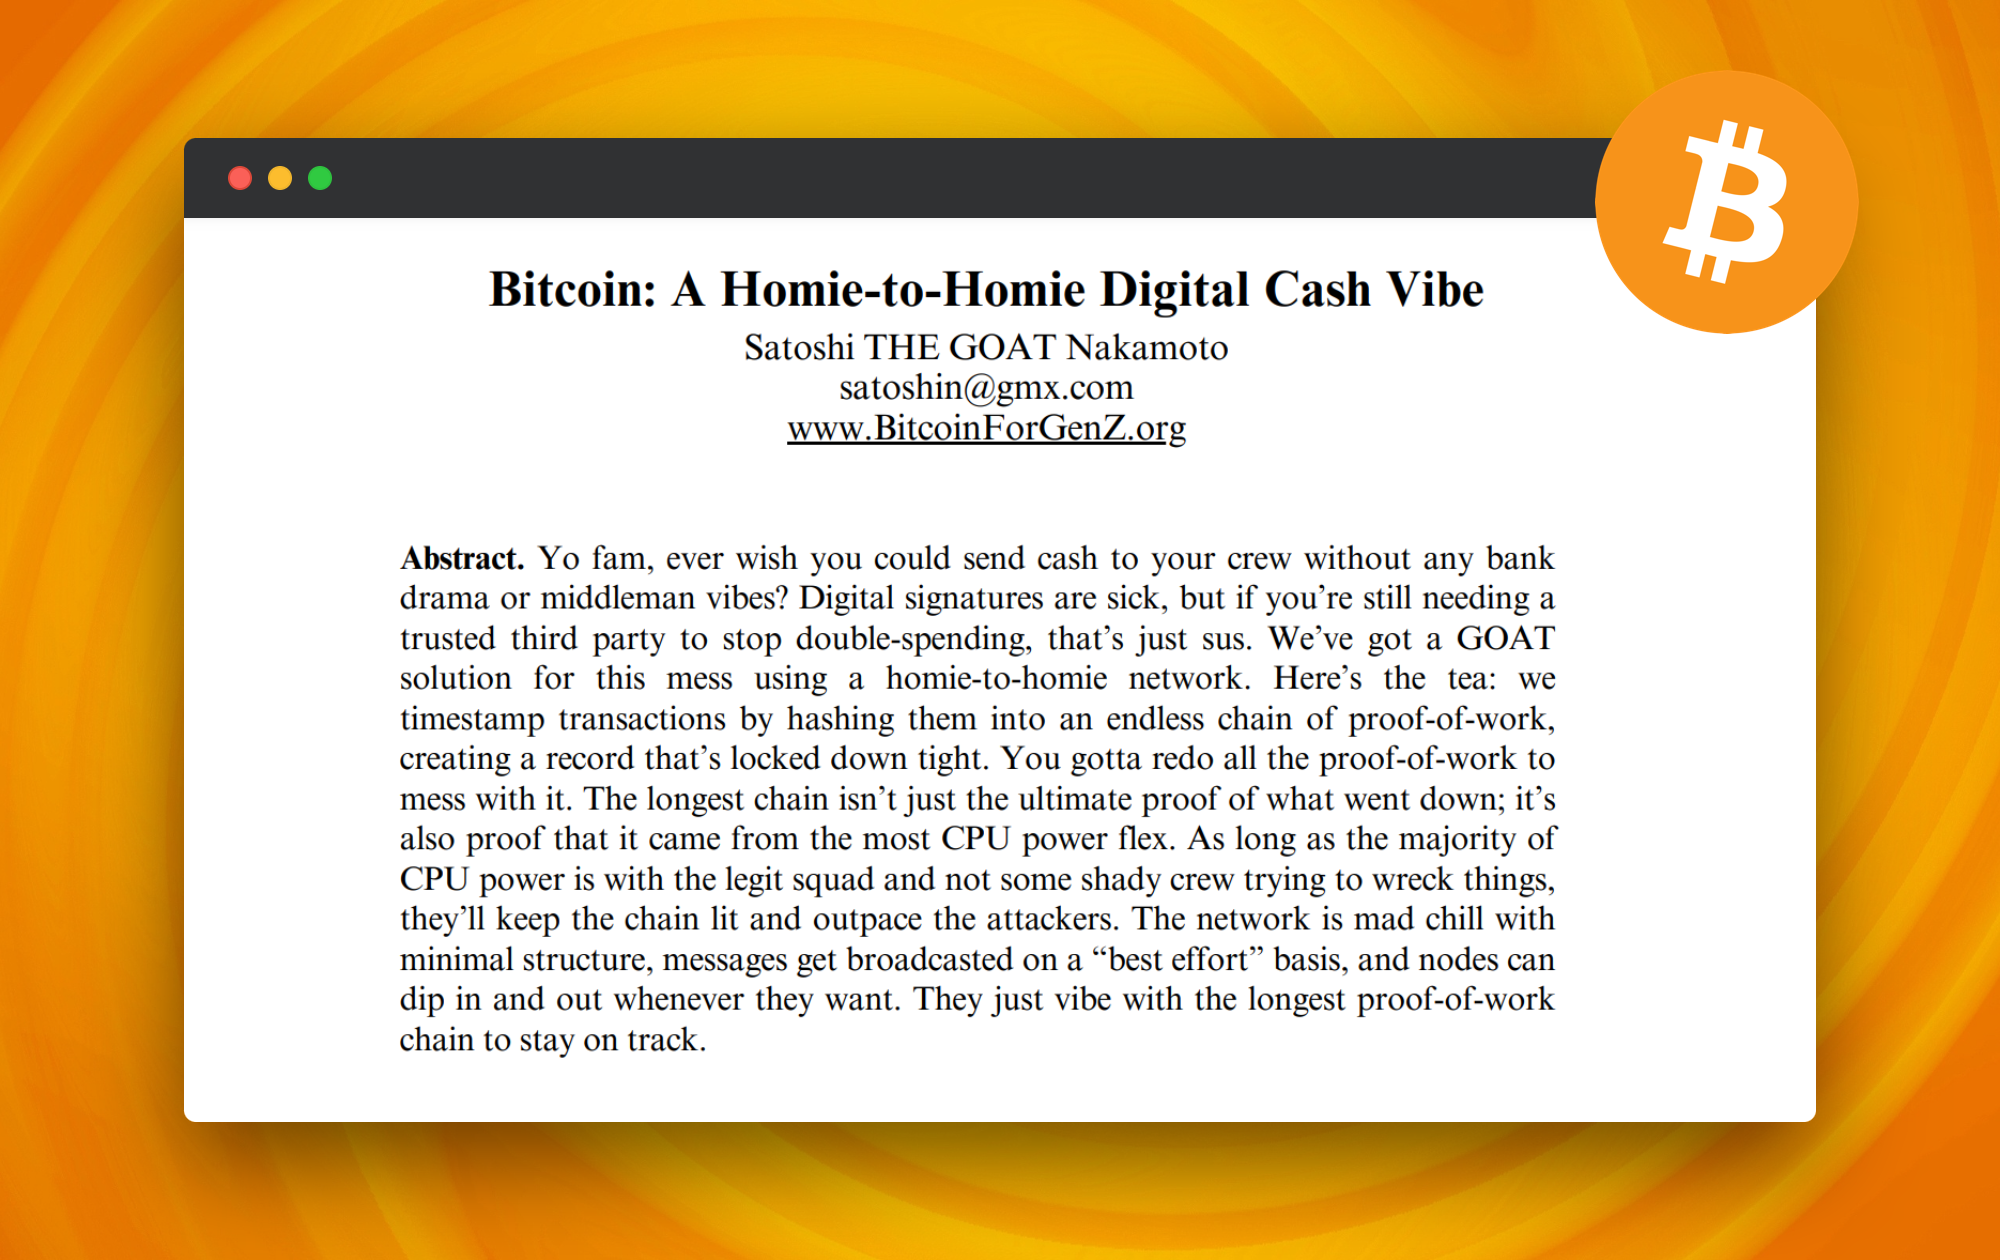 Bitcoin: A Homie-to-Homie Digital Cash Vibe
Satoshi THE GOAT Nakamoto
satoshin@gmx.com
www.BitcoinForGenZ.org
Abstract. Yo fam, ever wish you could send cash to your crew without any bank
drama or middleman vibes? Digital signatures are sick, but if you’re still needing a
trusted third party to stop double-spending, that’s just sus. We’ve got a GOAT
solution for this mess using a homie-to-homie network. Here’s the tea: we
timestamp transactions by hashing them into an endless chain of proof-of-work,
creating a record that’s locked down tight. You gotta redo all the proof-of-work to
mess with it. The longest chain isn’t just the ultimate proof of what went down; it’s
also proof that it came from the most CPU power flex. As long as the majority of
CPU power is with the legit squad and not some shady crew trying to wreck things,
they’ll keep the chain lit and outpace the attackers. The network is mad chill with
minimal structure, messages get broadcasted on a “best effort” basis, and nodes can
dip in and out whenever they want. They just vibe with the longest proof-of-work
chain to stay on track.